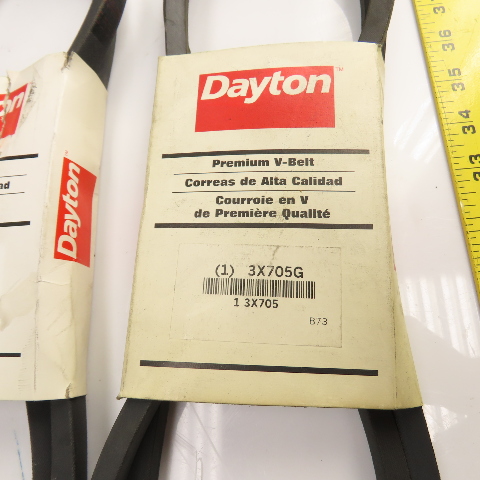 Dayton
Premium V-Belt
Correas de Alta Calidad
Courroie en V
de Première Qualité
(1) 3X705G
1 3X705
B73
Dayton
33
34
35
36
37